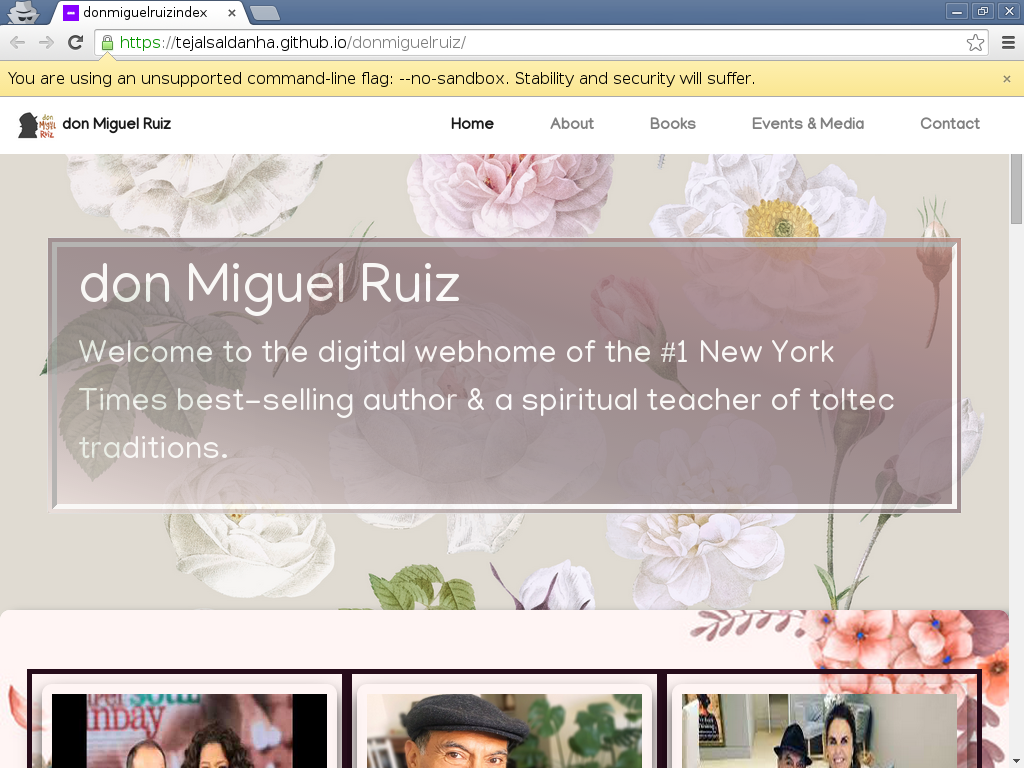 donmiguelruizindex
https://tejalsaldanha.github.io/donmiguelruiz/
You are using an unsupported command-line flag: --no-sandbox. Stability and security will suffer.
don Miguel Ruiz
don Miguel Ruiz
Home
About
Books
Events & Media
Contact
don Miguel Ruiz
Welcome to the digital webhome of the #1 New York
Times best-selling author & a spiritual teacher of toltec
traditions.